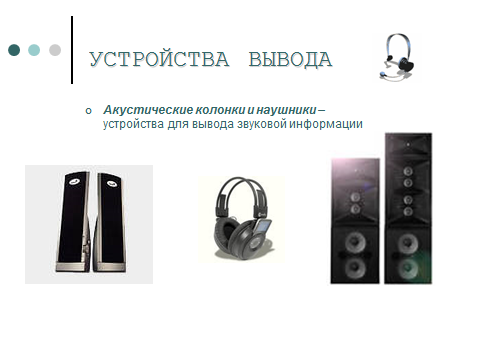 УСТРОЙСТВА ВЫВОДА
Акустические колонки и наушники –
устройства для вывода звуковой информации